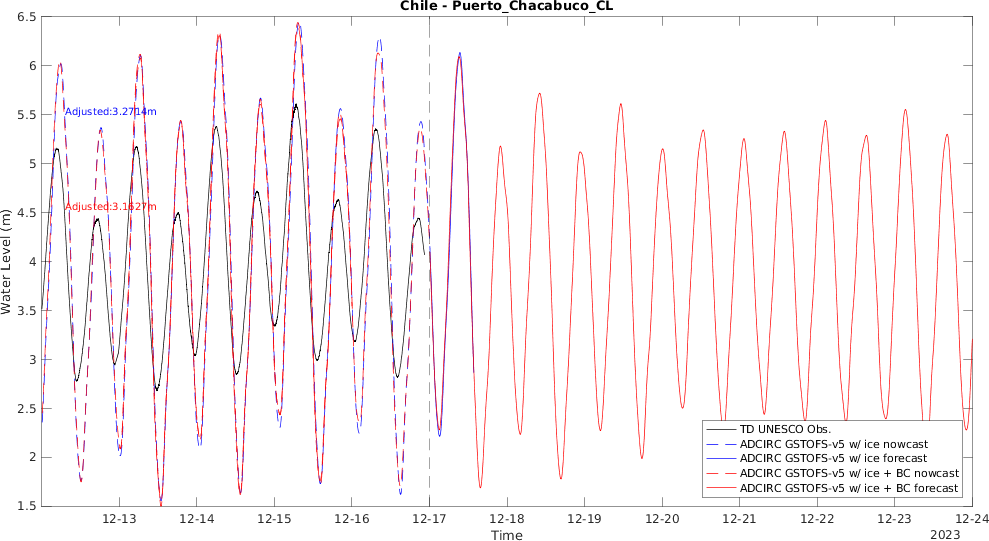 Chile - Puerto_Chacabuco_CL
6.5
6
5.5
5
4.5
4
3.5
3
2.5
2
1.5
Water Level (m)
Adjusted:3.2714m
Adjusted:3.1627m
TD UNESCO Obs.
ADCIRC GSTOFS-v5 w/ ice nowcast
ADCIRC GSTOFS-v5 w/ ice forecast
ADCIRC GSTOFS-v5 w/ ice + BC nowcast
ADCIRC GSTOFS-v5 w/ ice + BC forecast
12-13 12-14 12-15 12-16 12-17 12-18 12-19 12-20 12-21 12-22 12-23 12-24
Time
2023